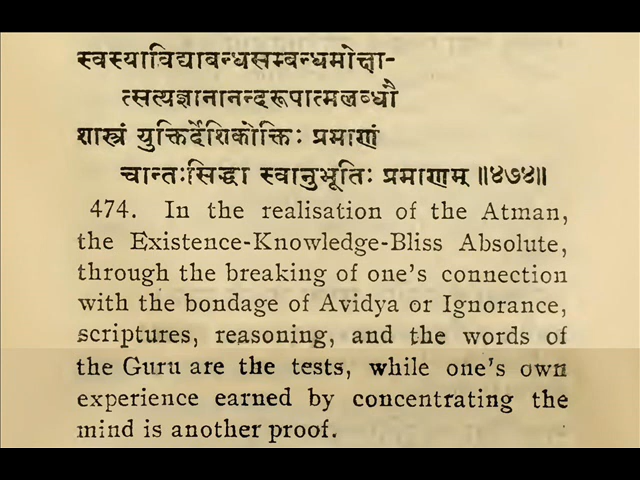 स्वस्याविद्याबन्धसम्बन्धमोक्षा-
त्सत्यज्ञानानन्दरूपात्मलब्धौ
शास्त्रं युक्तिर्देशिकोक्तिः प्रमाणं
चान्तःसिद्धा स्वानुभूतिः प्रमाणम् ॥४७४॥
474. In the realisation of the Atman,
the Existence-Knowledge-Bliss Absolute,
through the breaking of one's connection
with the bondage of Avidya or Ignorance,
scriptures, reasoning, and the words of
the Guru are the tests, while one's own
experience earned by concentrating the
mind is another proof.